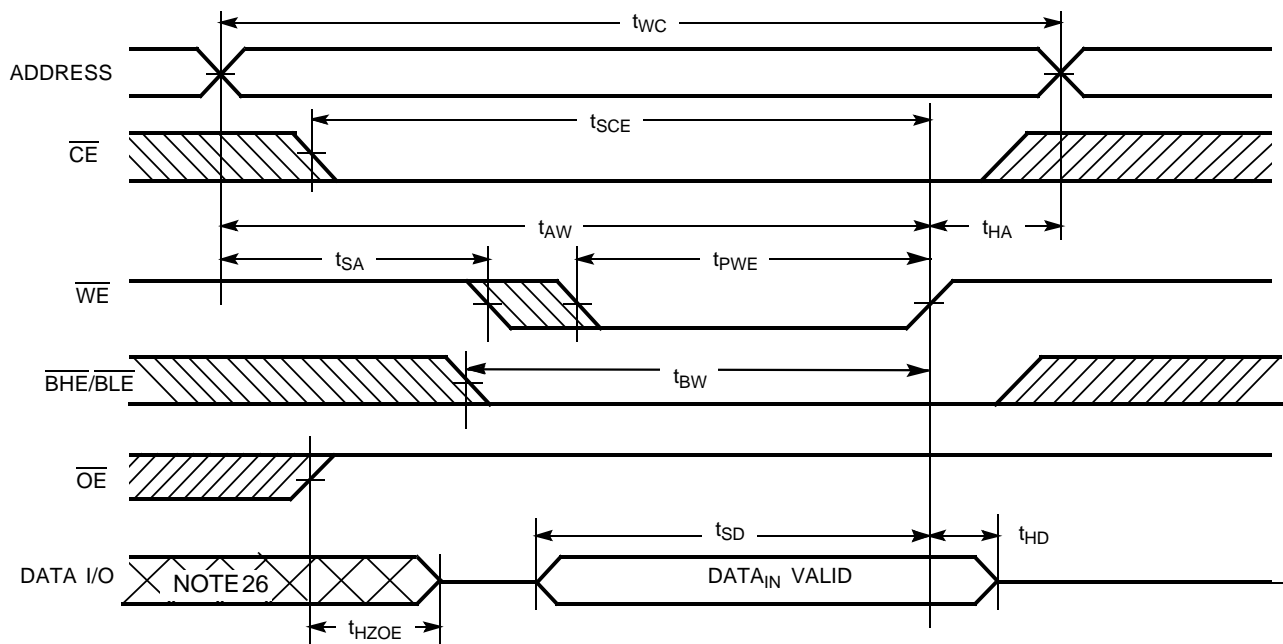 tWC
ADDRESS
tSCE
CE
tAW
tHA
tSA
tPWE
WE
tBW
BHE/BLE
OE
tSD
tHD
DATA I/O
NOTE 26
DATAIN VALID
tHZOE